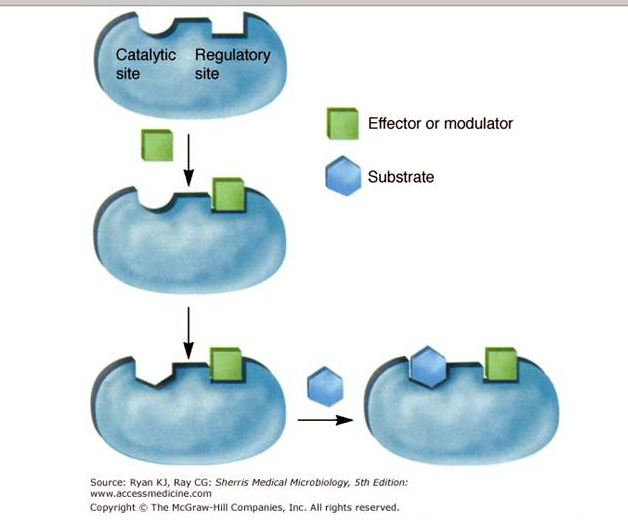 Catalytic Regulatory
site site
Effector or modulator
Substrate
Source: Ryan KJ, Ray CG: Sherris Medical Microbiology, 5th Edition:
www.accessmedicine.com
Copyright © The McGraw-Hill Companies, Inc. All rights reserved.